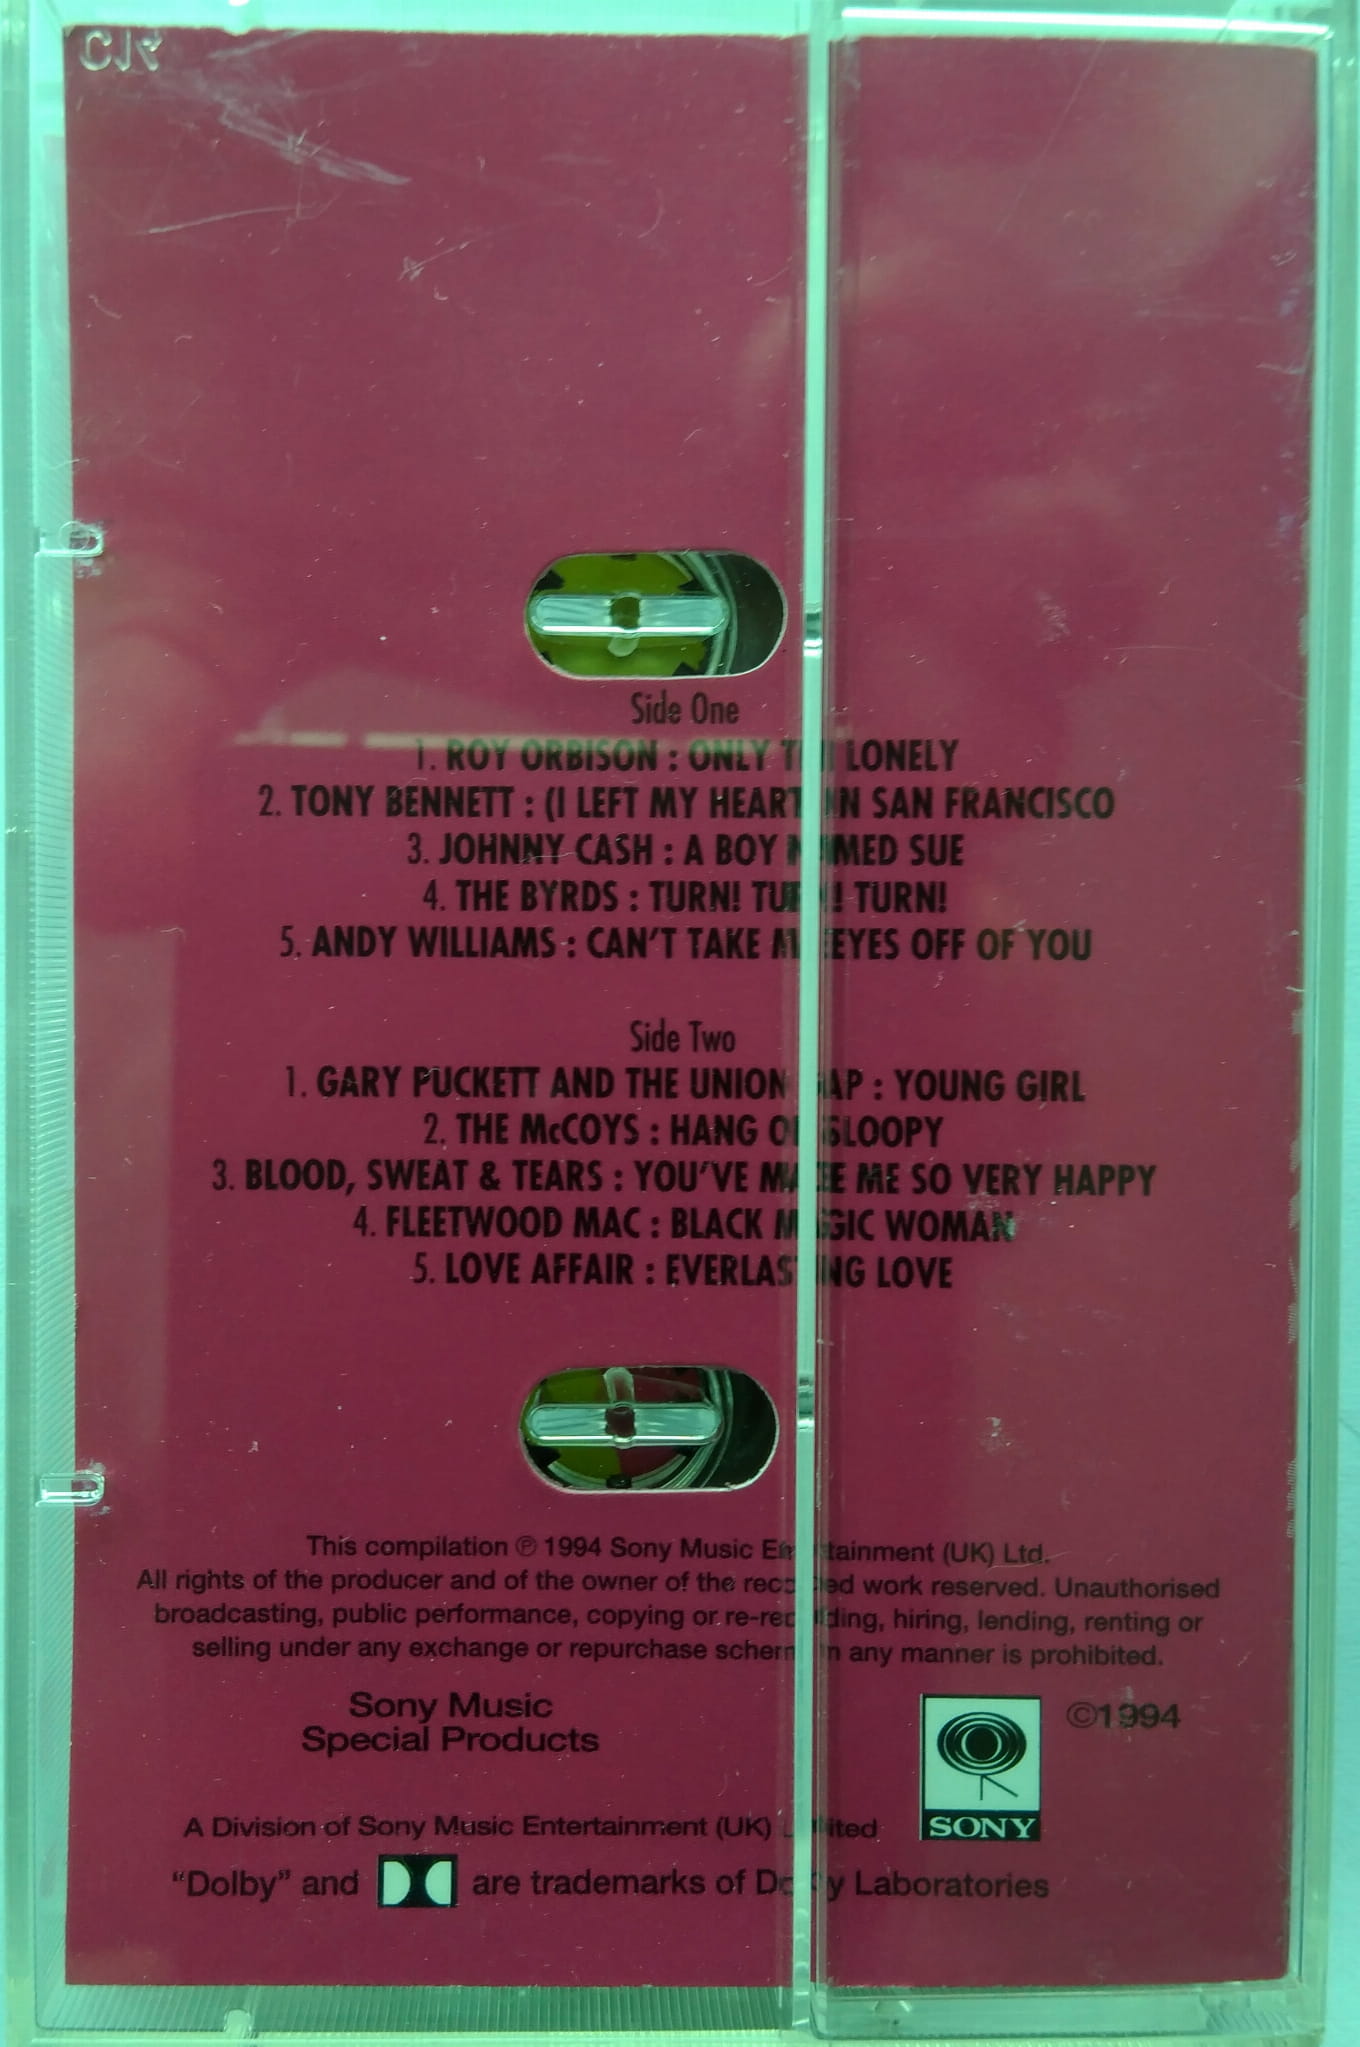 Side One
1. ROY ORBISON : ONLY THE LONELY
2. TONY BENNETT : (I LEFT MY HEART IN SAN FRANCISCO
3. JOHNNY CASH : A BOY NAMED SUE
4. THE BYRDS : TURN! TURN! TURN!
5. ANDY WILLIAMS : CAN'T TAKE MY EYES OFF OF YOU
Side Two
1. GARY PUCKETT AND THE UNION GAP : YOUNG GIRL
2. THE McCOYS : HANG ON SLOOPY
3. BLOOD, SWEAT & TEARS : YOU'VE MADE ME SO VERY HAPPY
4. FLEETWOOD MAC : BLACK MAGIC WOMAN
5. LOVE AFFAIR : EVERLASTING LOVE
This compilation ℗ 1994 Sony Music Entertainment (UK) Ltd.
All rights of the producer and of the owner of the recorded work reserved. Unauthorised
broadcasting, public performance, copying or re-recording, hiring, lending, renting or
selling under any exchange or repurchase scheme in any manner is prohibited.
Sony Music
Special Products
©1994
SONY
A Division of Sony Music Entertainment (UK) Limited
"Dolby" and are trademarks of Dolby Laboratories